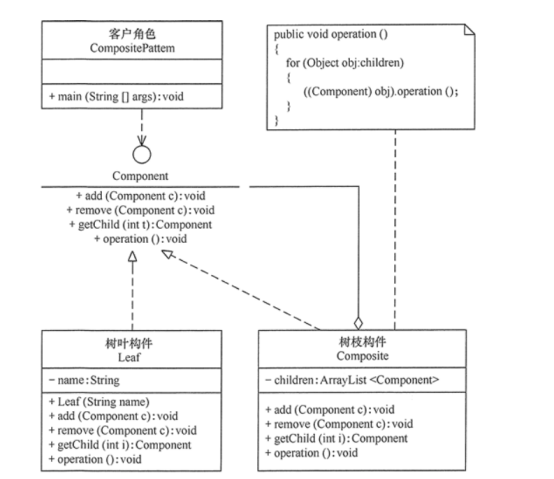 客户角色
CompositePattem
+ main (String [] args):void
public void operation ()
{
for (Object obj:children)
{
((Component) obj).operation ();
}
}
Component
+ add (Component c):void
+ remove (Component c):void
+ getChild (int t):Component
+ operation ():void
树叶构件
Leaf
- name:String
+ Leaf (String name)
+ add (Component c):void
+ remove (Component c):void
+ getChild (int i):Component
+ operation ():void
树枝构件
Composite
- children:ArrayList <Component>
+ add (Component c):void
+ remove (Component c):void
+ getChild (int i):Component
+ operation ():void